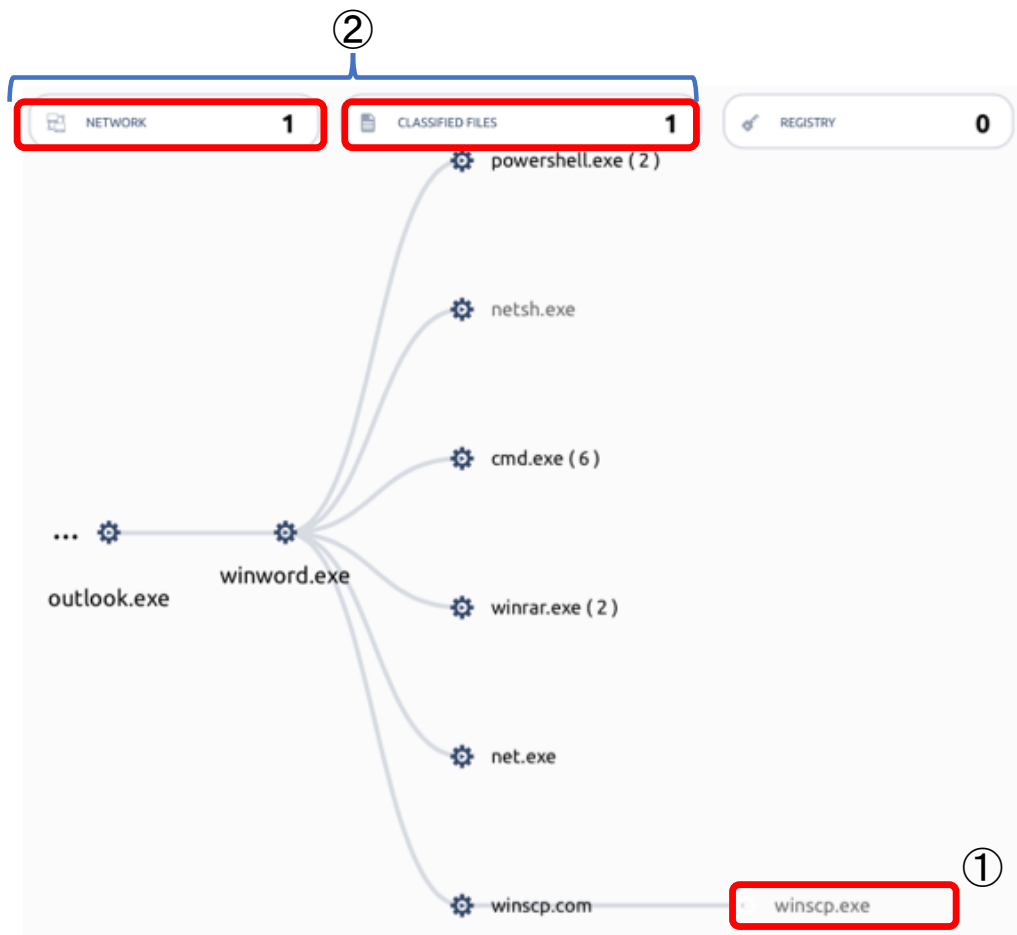 ②
NETWORK 1
CLASSIFIED FILES 1
REGISTRY 0
powershell.exe ( 2 )
netsh.exe
cmd.exe ( 6 )
...
winword.exe
outlook.exe
winrar.exe ( 2 )
net.exe
①
winscp.com
winscp.exe